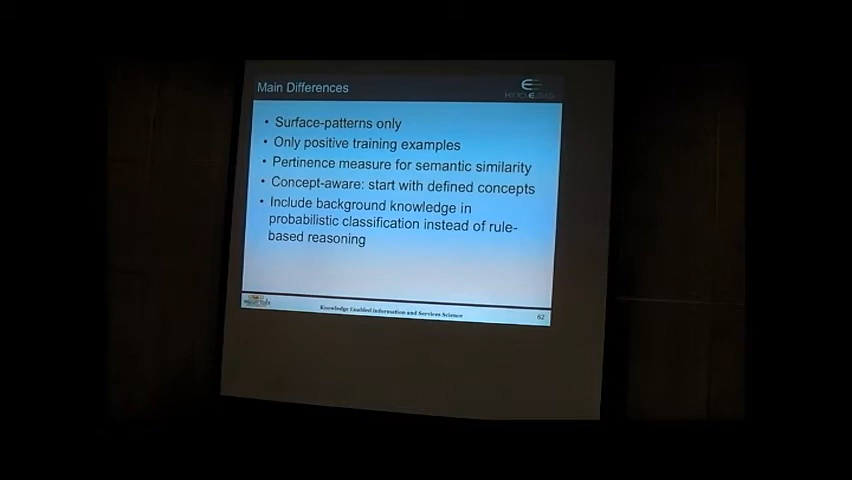 Main Differences
• Surface-patterns only
• Only positive training examples
• Pertinence measure for semantic similarity
• Concept-aware: start with defined concepts
• Include background knowledge in
probabilistic classification instead of rule-
based reasoning
Knowledge Enabled Information and Services Science
62